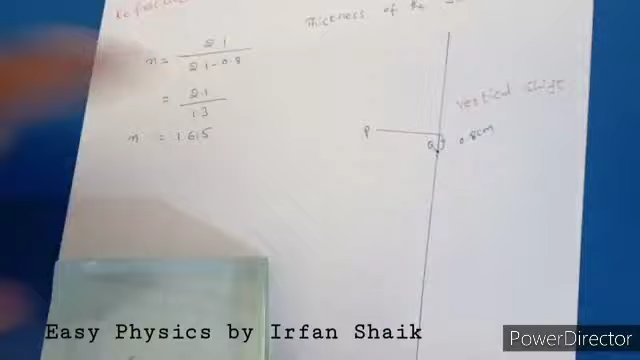 Thickness of the
n = 2.1
2.1-0.8
= 2.1
1.3
n = 1.615
vertical shift
P
Q
0.8cm
Easy Physics by Irfan Shaik
PowerDirector